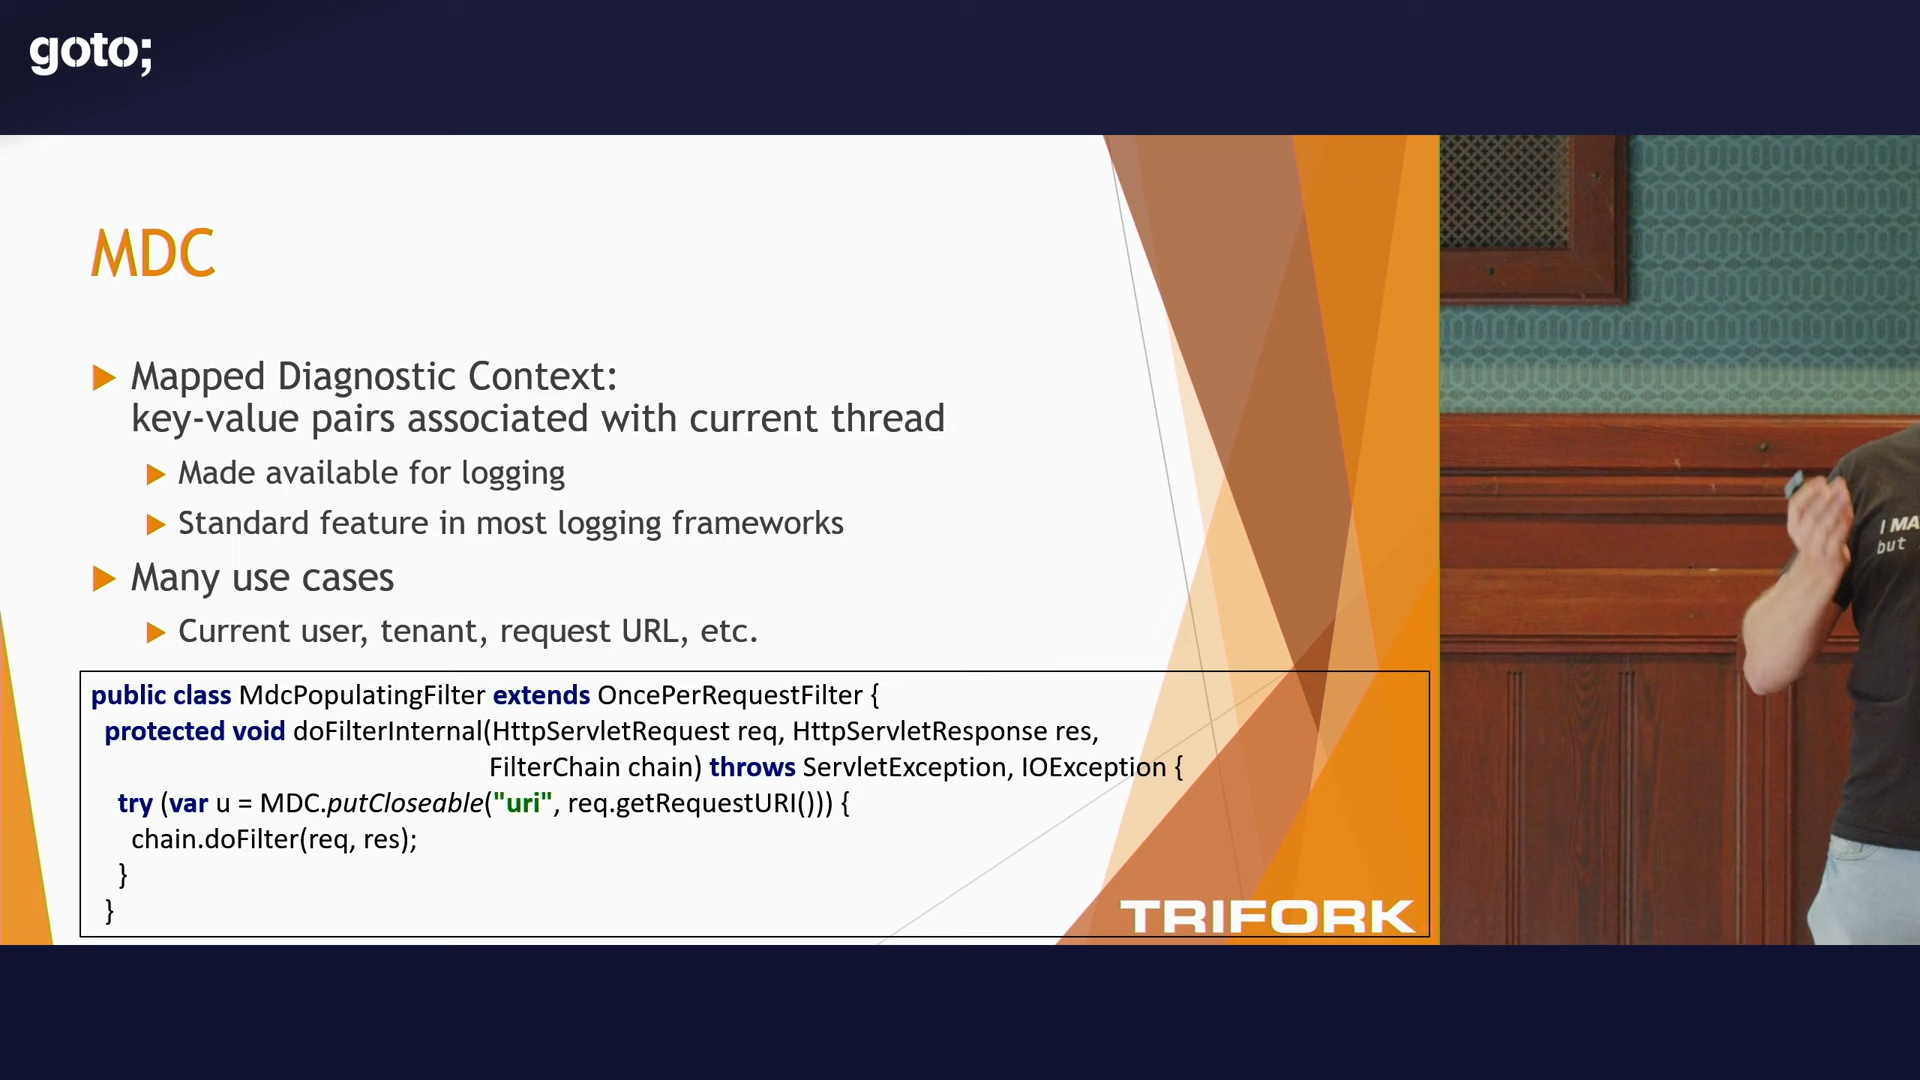 goto;
MDC
Mapped Diagnostic Context:
key-value pairs associated with current thread
Made available for logging
Standard feature in most logging frameworks
Many use cases
Current user, tenant, request URL, etc.
public class MdcPopulatingFilter extends OncePerRequestFilter {
protected void doFilterInternal(HttpServletRequest req, HttpServletResponse res,
FilterChain chain) throws ServletException, IOException {
try (var u = MDC.putCloseable("uri", req.getRequestURI())) {
chain.doFilter(req, res);
}
}
TRIFORK
I MA
but